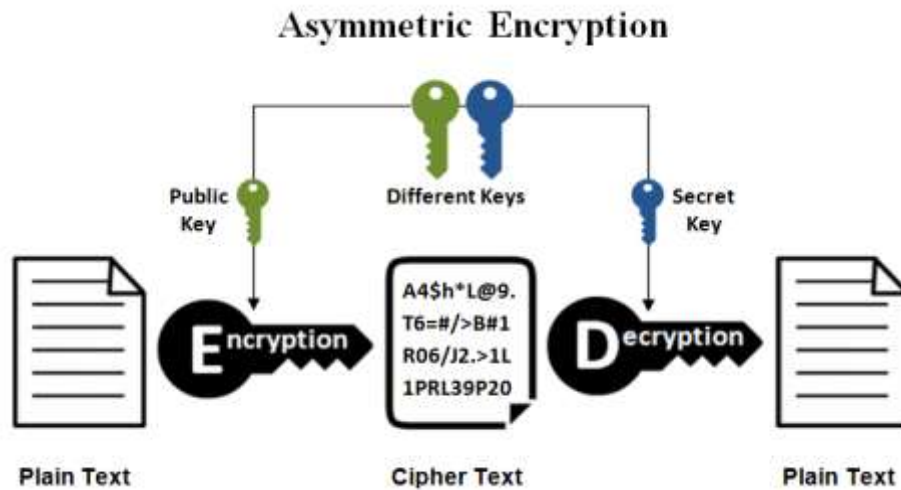 Asymmetric Encryption
Different Keys
Public
Key
Secret
Key
Encryption
A4$h*L@9.
T6=#/>B#1
R06/J2.>1L
1PRL39P20
Decryption
Plain Text
Cipher Text
Plain Text